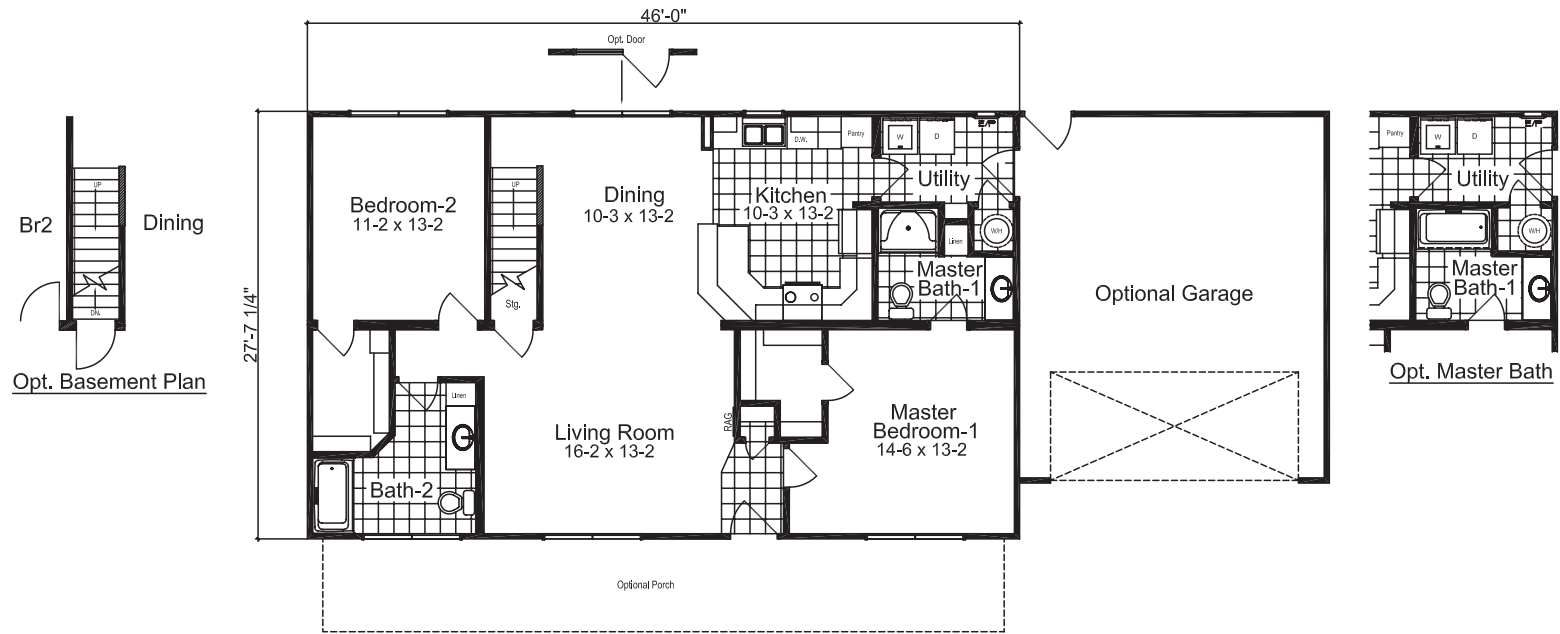 46'-0"
Opt. Door
27'-7 1/4"
Br2
UP
DN.
Dining
Opt. Basement Plan
Bedroom-2
11-2 x 13-2
UP
Stg.
Dining
10-3 x 13-2
D.W.
Pantry
Kitchen
10-3 x 13-2
W
D
E/P
Utility
Linen
W/H
Master
Bath-1
Linen
Bath-2
Living Room
16-2 x 13-2
RAG
Master
Bedroom-1
14-6 x 13-2
Optional Garage
Optional Porch
Pantry
W
D
E/P
Utility
W/H
Master
Bath-1
Opt. Master Bath